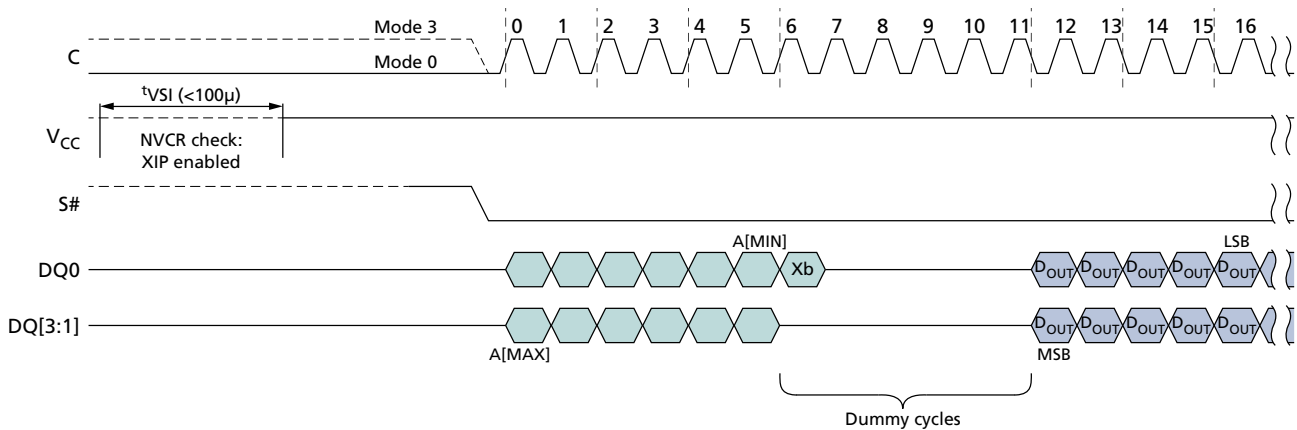 Mode 3
0 1 2 3 4 5 6 7 8 9 10 11 12 13 14 15 16
C
Mode 0
tVSI (<100µ)
VCC
NVCR check:
XIP enabled
S#
A[MIN]
LSB
DQ0
Xb
DOUT DOUT DOUT DOUT DOUT
DQ[3:1]
DOUT DOUT DOUT DOUT DOUT
A[MAX]
MSB
Dummy cycles